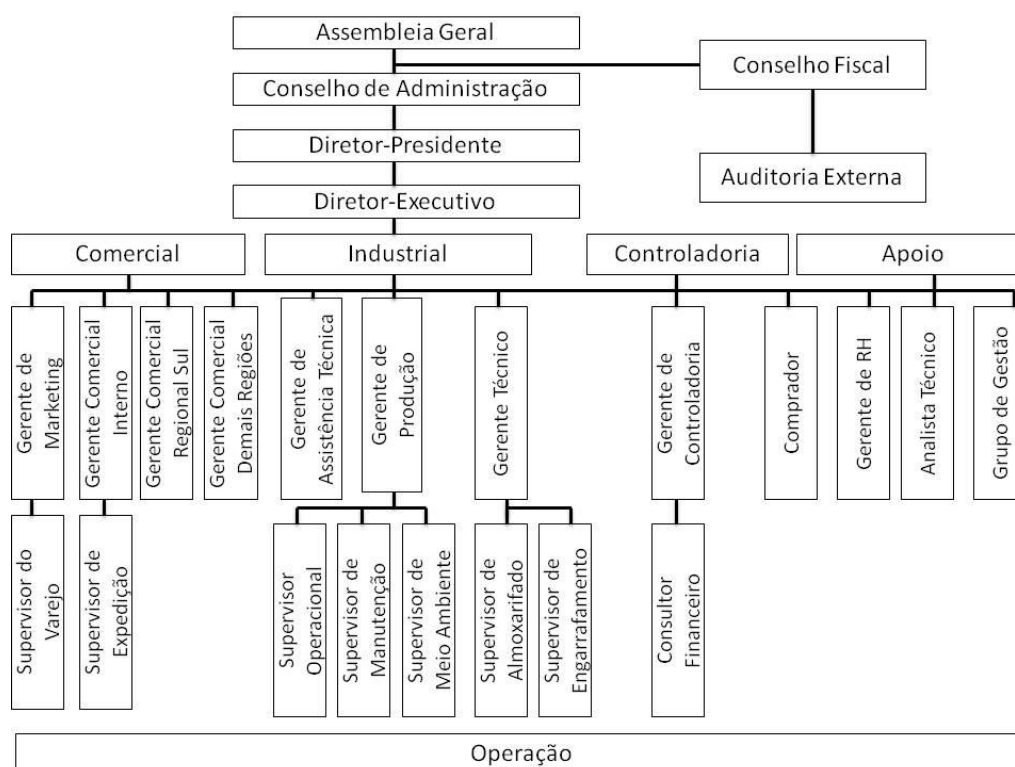 Assembleia Geral
Conselho Fiscal
Conselho de Administração
Diretor-Presidente
Auditoria Externa
Diretor-Executivo
Comercial
Industrial
Controladoria
Apoio
Gerente de
Marketing
Gerente Comercial
Interno
Gerente Comercial
Regional Sul
Gerente Comercial
Demais Regiões
Gerente de
Assistência Técnica
Gerente de
Produção
Gerente Técnico
Gerente de
Controladoria
Comprador
Gerente de RH
Analista Técnico
Grupo de Gestão
Supervisor do
Varejo
Supervisor de
Expedição
Supervisor
Operacional
Supervisor de
Manutenção
Supervisor de
Meio Ambiente
Supervisor de
Almoxarifado
Supervisor de
Engarrafamento
Consultor
Financeiro
Operação